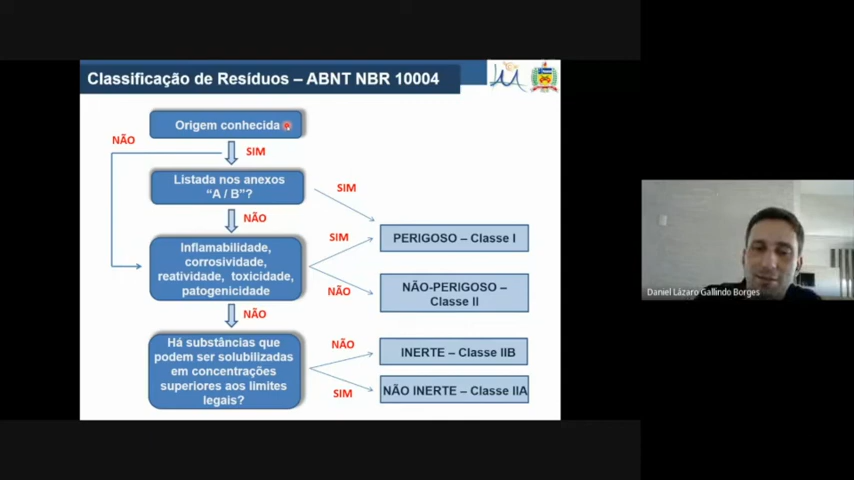 Classificação de Resíduos – ABNT NBR 10004
Origem conhecida
NÃO
SIM
Listada nos anexos
“A / B”?
SIM
NÃO
Inflamabilidade,
corrosividade,
reatividade, toxicidade,
patogenicidade
SIM
PERIGOSO – Classe I
NÃO
NÃO-PERIGOSO –
Classe II
NÃO
Há substâncias que
podem ser solubilizadas
em concentrações
superiores aos limites
legais?
NÃO
INERTE – Classe IIB
SIM
NÃO INERTE – Classe IIA
Daniel Lázaro Gallindo Borges